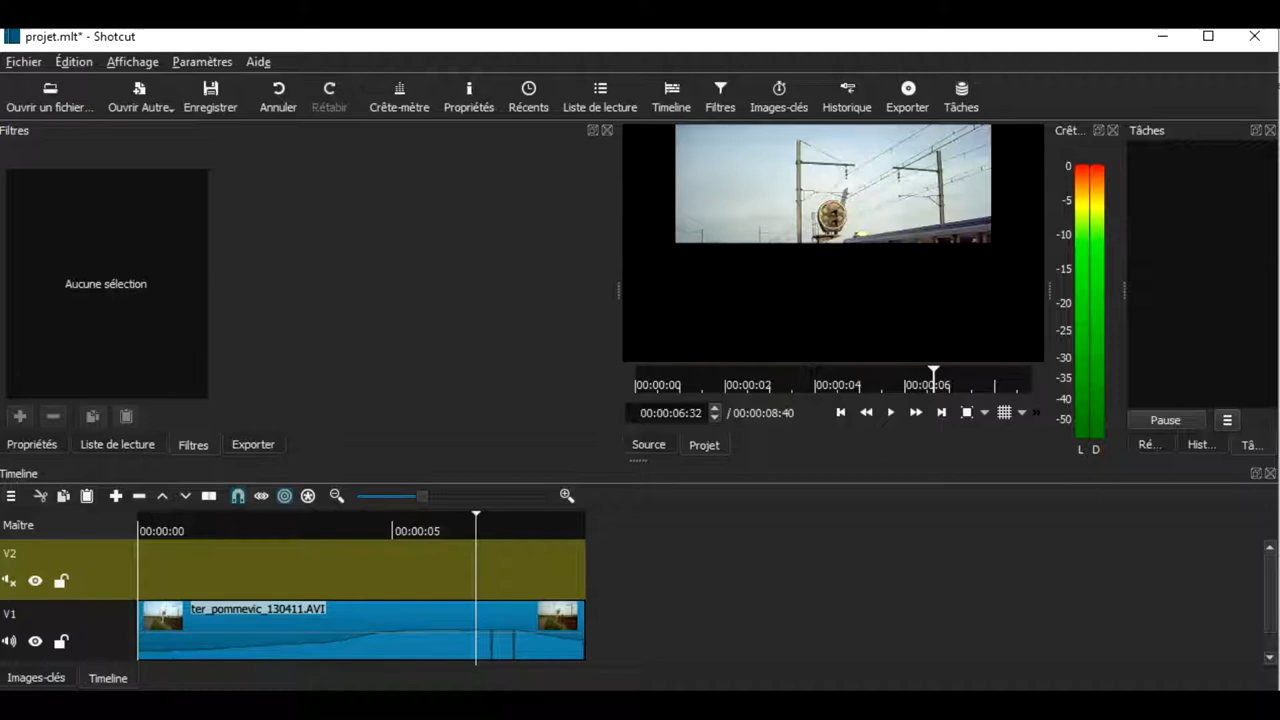 projet.mlt* - Shotcut
Fichier Édition Affichage Paramètres Aide
Ouvrir un fichier... Ouvrir Autre... Enregistrer Annuler Rétabir Crête-mètre Propriétés Récents Liste de lecture Timeline Filtres Images-clés Historique Exporter Tâches
Filtres
Crêt...
Tâches
Aucune sélection
0
-5
-10
-15
-20
-25
-30
-35
-40
-50
L D
00:00:00 00:00:02 00:00:04 00:00:06
00:00:06:32 / 00:00:08:40
»
Pause
Propriétés Liste de lecture Filtres Exporter
Source Projet
Ré... Hist... Tâ...
Timeline
Maître
00:00:00 00:00:05
V2
V1
ter_pommevic_130411.AVI
Images-clés Timeline